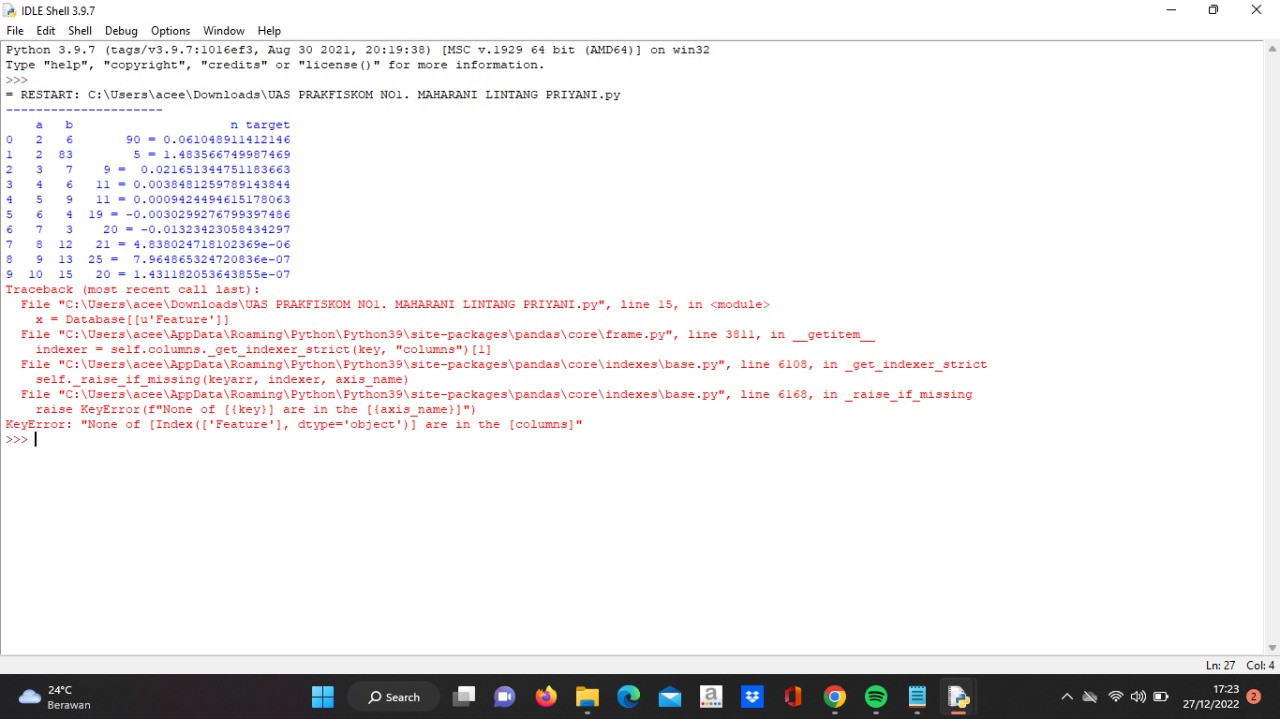 IDLE Shell 3.9.7
File Edit Shell Debug Options Window Help
Python 3.9.7 (tags/v3.9.7:1016ef3, Aug 30 2021, 20:19:38) [MSC v.1929 64 bit (AMD64)] on win32
Type "help", "copyright", "credits" or "license()" for more information.
>>>
= RESTART: C:\Users\acee\Downloads\UAS PRAKFISKOM NO1. MAHARANI LINTANG PRIYANI.py
---------------------
a b n target
0 2 6 90 = 0.061048911412146
1 2 83 5 = 1.483566749987469
2 3 7 9 = 0.021651344751183663
3 4 6 11 = 0.0038481259789143844
4 5 9 11 = 0.0009424494615178063
5 6 4 19 = -0.0030299276799397486
6 7 3 20 = -0.01323423058434297
7 8 12 21 = 4.838024718102369e-06
8 9 13 25 = 7.964865324720836e-07
9 10 15 20 = 1.431182053643855e-07
Traceback (most recent call last):
File "C:\Users\acee\Downloads\UAS PRAKFISKOM NO1. MAHARANI LINTANG PRIYANI.py", line 15, in <module>
x = Database[[u'Feature']]
File "C:\Users\acee\AppData\Roaming\Python\Python39\site-packages\pandas\core\frame.py", line 3811, in __getitem__
indexer = self.columns._get_indexer_strict(key, "columns")[1]
File "C:\Users\acee\AppData\Roaming\Python\Python39\site-packages\pandas\core\indexes\base.py", line 6108, in _get_indexer_strict
self._raise_if_missing(keyarr, indexer, axis_name)
File "C:\Users\acee\AppData\Roaming\Python\Python39\site-packages\pandas\core\indexes\base.py", line 6168, in _raise_if_missing
raise KeyError(f"None of [{key}] are in the [{axis_name}]")
KeyError: "None of [Index(['Feature'], dtype='object')] are in the [columns]"
>>>
Ln: 27 Col: 4
24°C
Berawan
Search
a
17:23
27/12/2022
2